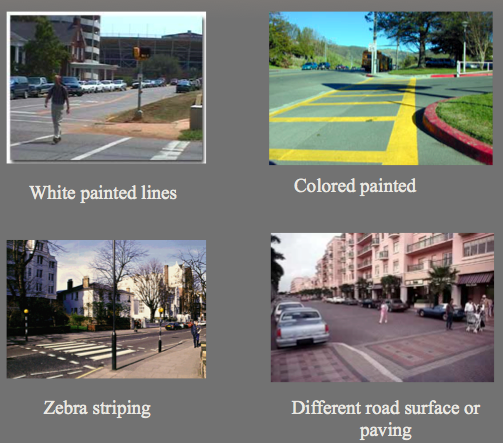 White painted lines
Colored painted
Zebra striping
Different road surface or
paving